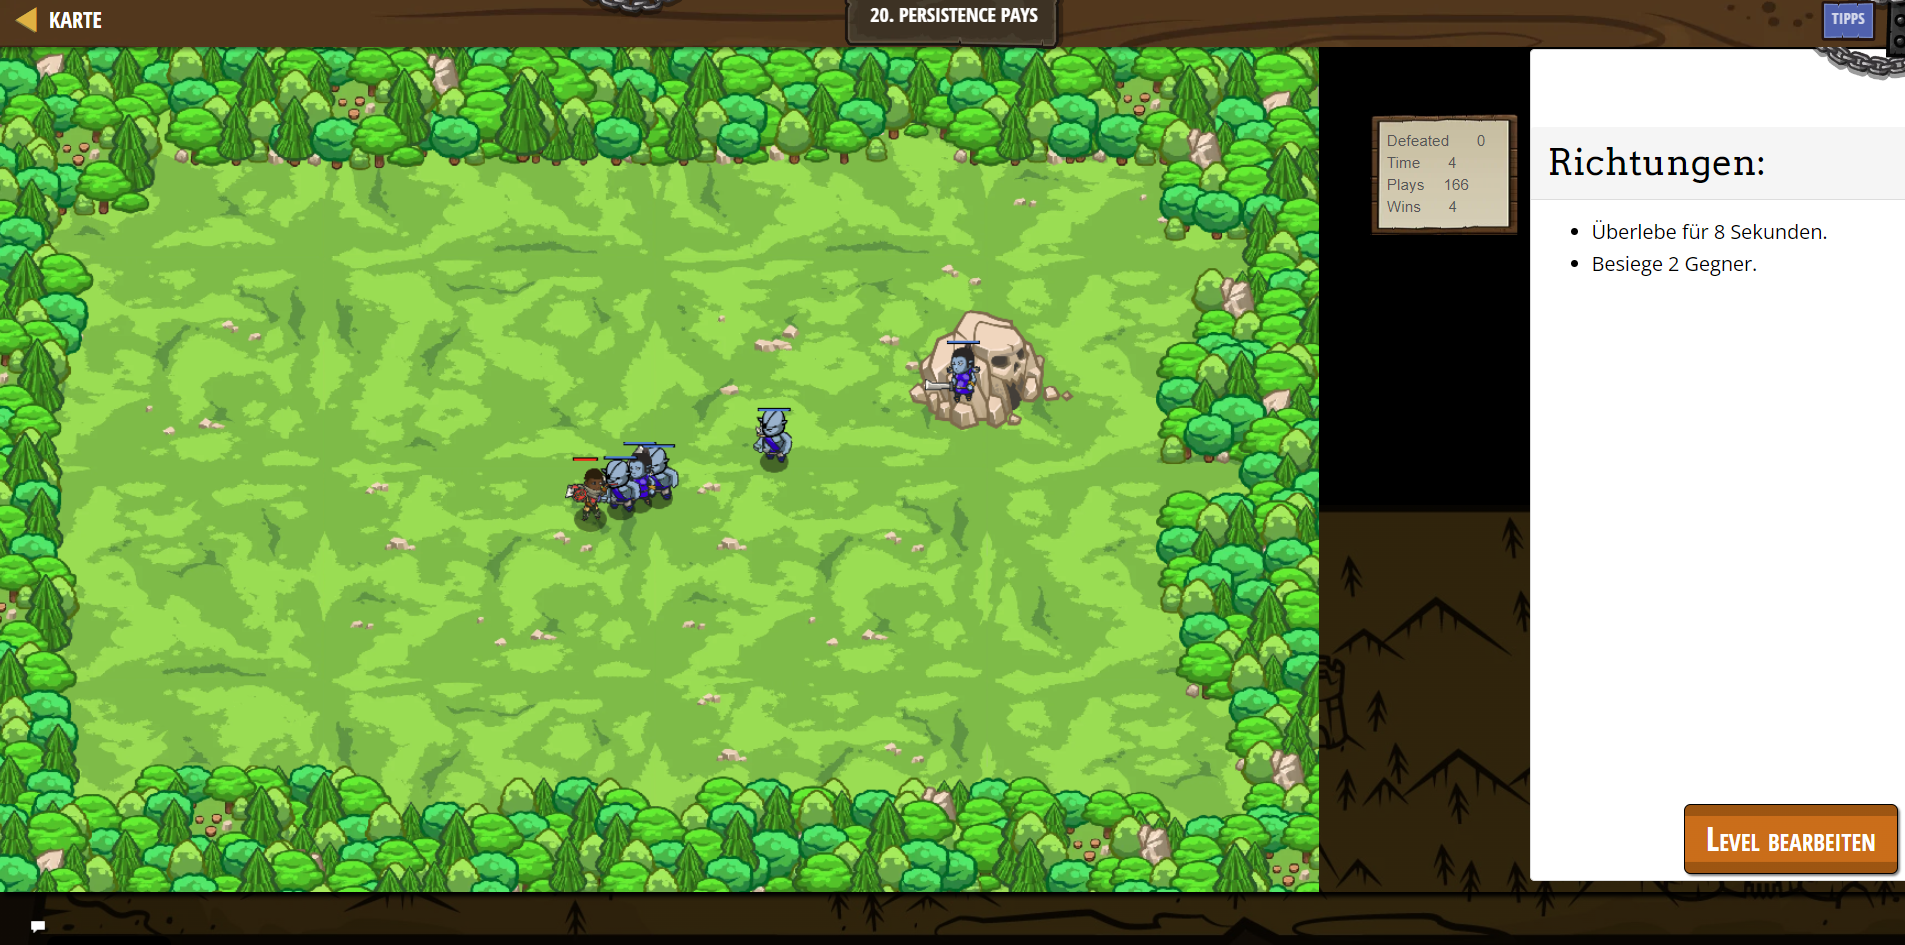 KARTE
20. PERSISTENCE PAYS
TIPPS
Defeated 0
Time 4
Plays 166
Wins 4
Richtungen:
Überlebe für 8 Sekunden.
Besiege 2 Gegner.
LEVEL BEARBEITEN